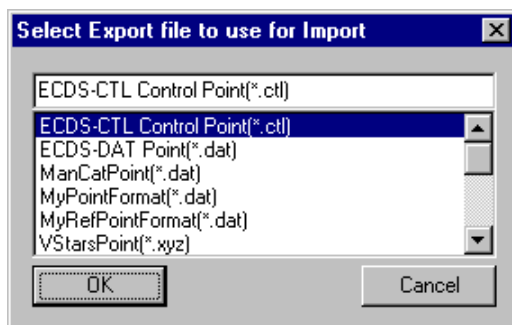 Select Export file to use for Import
ECDS-CTL Control Point(*.ctl)
ECDS-CTL Control Point(*.ctl)
ECDS-DAT Point(*.dat)
ManCatPoint(*.dat)
MyPointFormat(*.dat)
MyRefPointFormat(*.dat)
VStarsPoint(*.xyz)
OK
Cancel